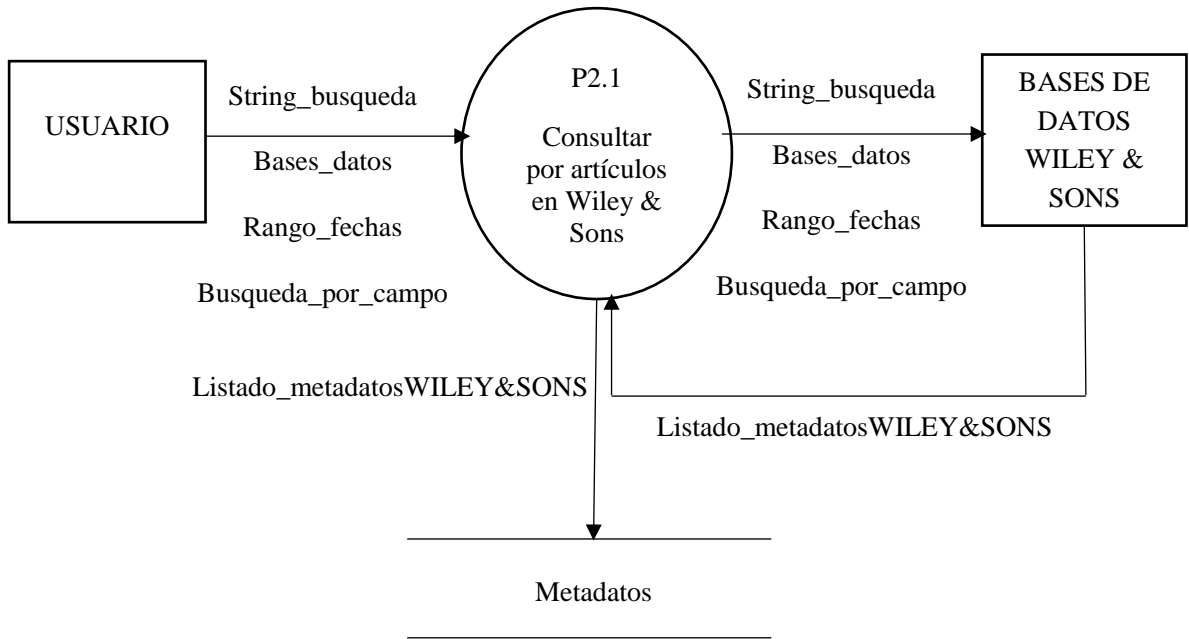 USUARIO
String_busqueda
Bases_datos
Rango_fechas
Busqueda_por_campo
P2.1
Consultar
por artículos
en Wiley &
Sons
String_busqueda
Bases_datos
Rango_fechas
Busqueda_por_campo
BASES DE
DATOS
WILEY &
SONS
Listado_metadatosWILEY&SONS
Listado_metadatosWILEY&SONS
Metadatos